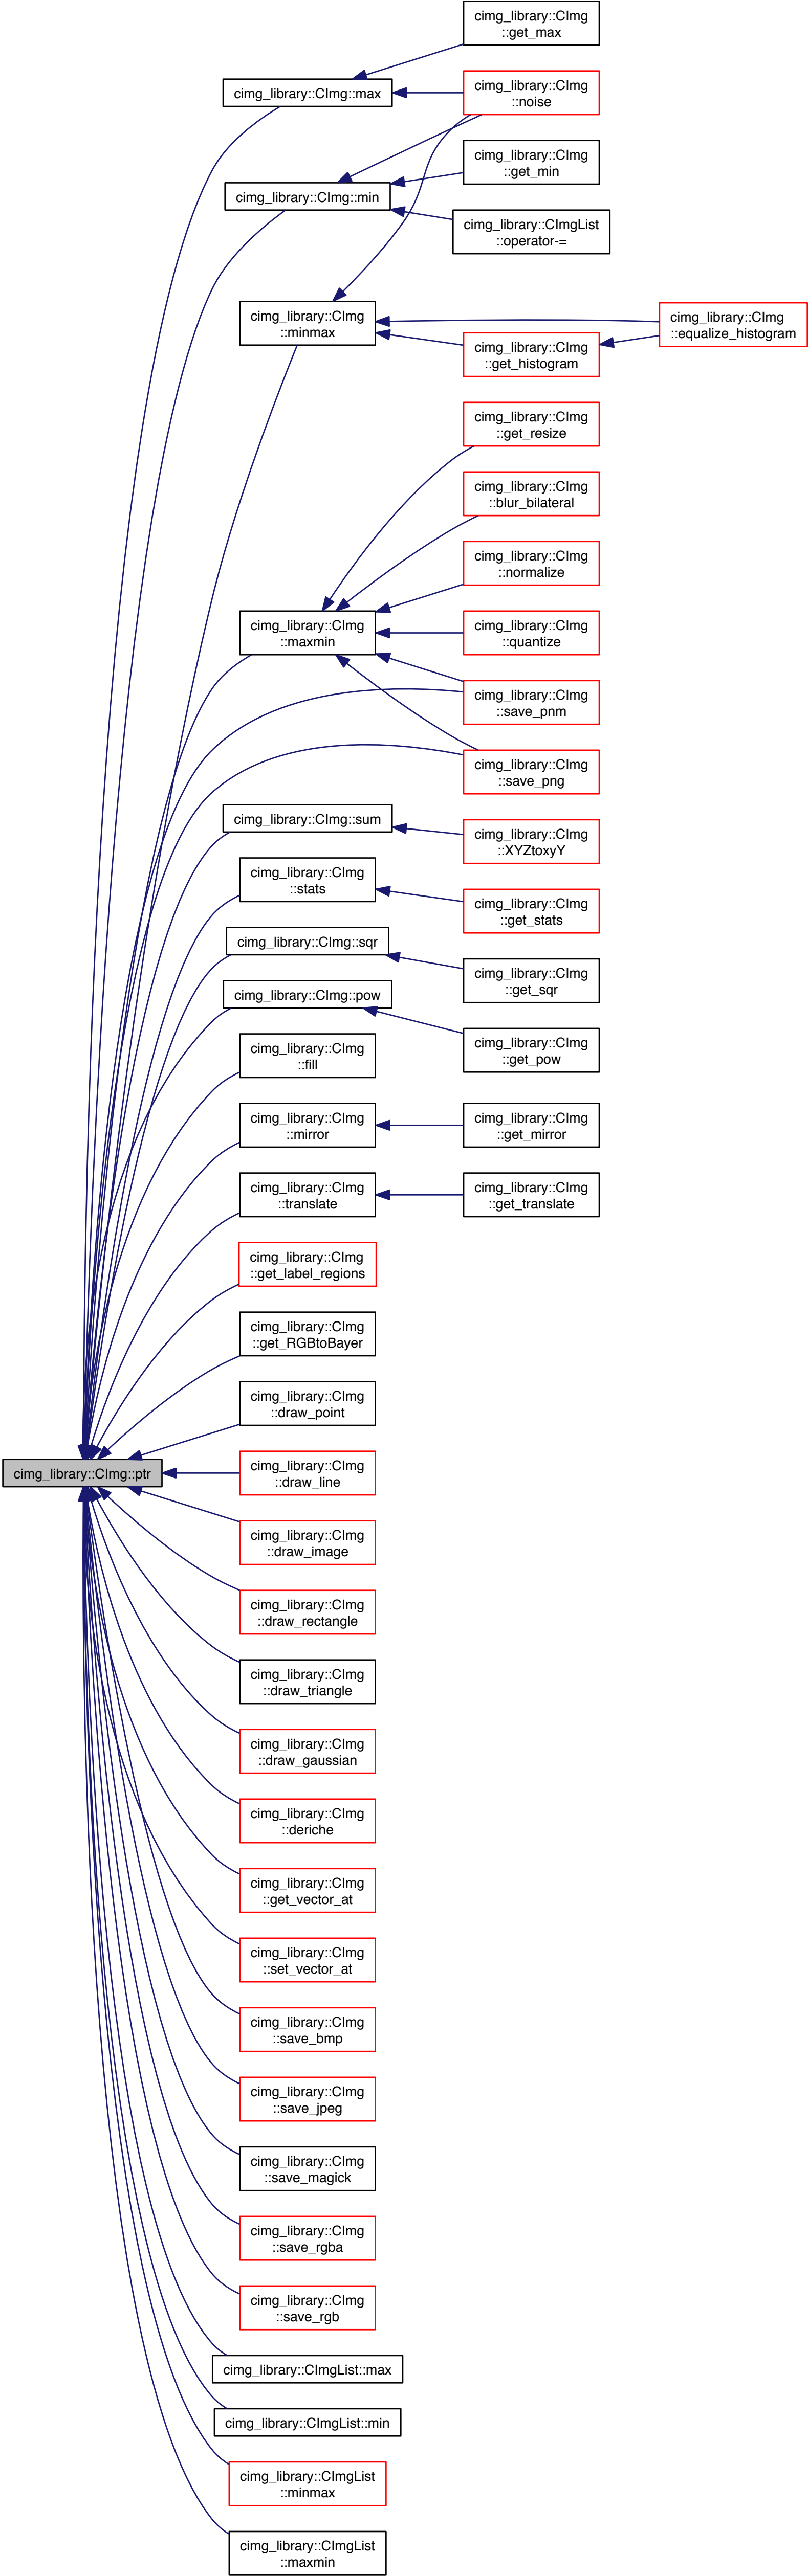 cimg_library::CImg
::get_max
cimg_library::CImg::max
cimg_library::CImg
::noise
cimg_library::CImg
::get_min
cimg_library::CImg::min
cimg_library::CImgList
::operator-=
cimg_library::CImg
::minmax
cimg_library::CImg
::equalize_histogram
cimg_library::CImg
::get_histogram
cimg_library::CImg
::get_resize
cimg_library::CImg
::blur_bilateral
cimg_library::CImg
::normalize
cimg_library::CImg
::maxmin
cimg_library::CImg
::quantize
cimg_library::CImg
::save_pnm
cimg_library::CImg
::save_png
cimg_library::CImg::sum
cimg_library::CImg
::XYZtoxyY
cimg_library::CImg
::stats
cimg_library::CImg
::get_stats
cimg_library::CImg::sqr
cimg_library::CImg
::get_sqr
cimg_library::CImg::pow
cimg_library::CImg
::get_pow
cimg_library::CImg
::fill
cimg_library::CImg
::mirror
cimg_library::CImg
::get_mirror
cimg_library::CImg
::translate
cimg_library::CImg
::get_translate
cimg_library::CImg
::get_label_regions
cimg_library::CImg
::get_RGBtoBayer
cimg_library::CImg
::draw_point
cimg_library::CImg::ptr
cimg_library::CImg
::draw_line
cimg_library::CImg
::draw_image
cimg_library::CImg
::draw_rectangle
cimg_library::CImg
::draw_triangle
cimg_library::CImg
::draw_gaussian
cimg_library::CImg
::deriche
cimg_library::CImg
::get_vector_at
cimg_library::CImg
::set_vector_at
cimg_library::CImg
::save_bmp
cimg_library::CImg
::save_jpeg
cimg_library::CImg
::save_magick
cimg_library::CImg
::save_rgba
cimg_library::CImg
::save_rgb
cimg_library::CImgList::max
cimg_library::CImgList::min
cimg_library::CImgList
::minmax
cimg_library::CImgList
::maxmin